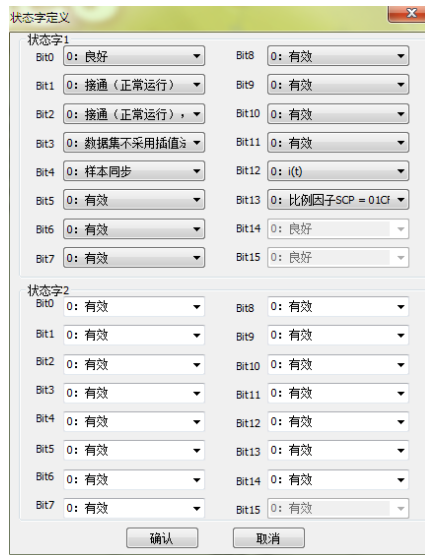 状态字定义
状态字1
Bit0 0: 良好 Bit8 0: 有效
Bit1 0: 接通（正常运行） Bit9 0: 有效
Bit2 0: 接通（正常运行）, Bit10 0: 有效
Bit3 0: 数据集不采用插值 Bit11 0: 有效
Bit4 0: 样本同步 Bit12 0: i(t)
Bit5 0: 有效 Bit13 0: 比例因子SCP = 01CF
Bit6 0: 有效 Bit14 0: 良好
Bit7 0: 有效 Bit15 0: 良好
状态字2
Bit0 0: 有效 Bit8 0: 有效
Bit1 0: 有效 Bit9 0: 有效
Bit2 0: 有效 Bit10 0: 有效
Bit3 0: 有效 Bit11 0: 有效
Bit4 0: 有效 Bit12 0: 有效
Bit5 0: 有效 Bit13 0: 有效
Bit6 0: 有效 Bit14 0: 有效
Bit7 0: 有效 Bit15 0: 有效
确认 取消